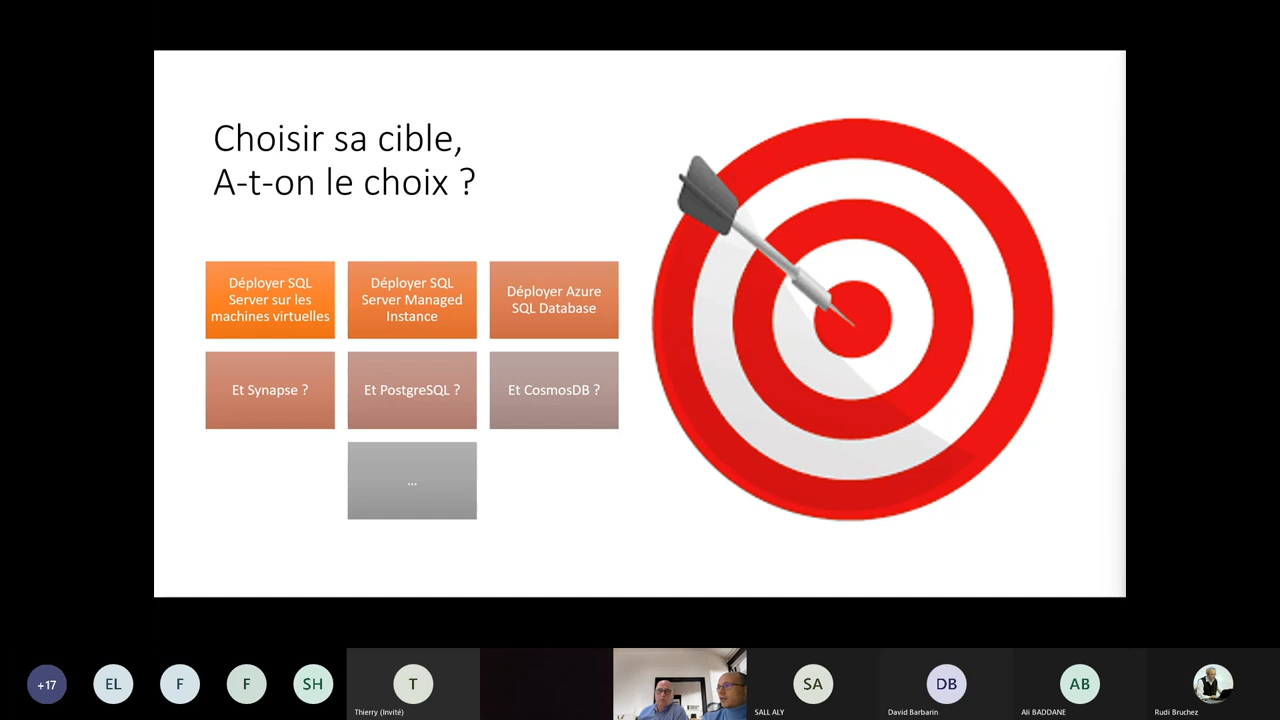 Choisir sa cible,
A-t-on le choix ?
Déployer SQL
Server sur les
machines virtuelles
Déployer SQL
Server Managed
Instance
Déployer Azure
SQL Database
Et Synapse ?
Et PostgreSQL ?
Et CosmosDB ?
...
+17
EL
F
F
SH
T
Thierry (Invité)
SA
SALL ALY
DB
David Barbarin
AB
Ali BADDANE
Rudi Bruchez